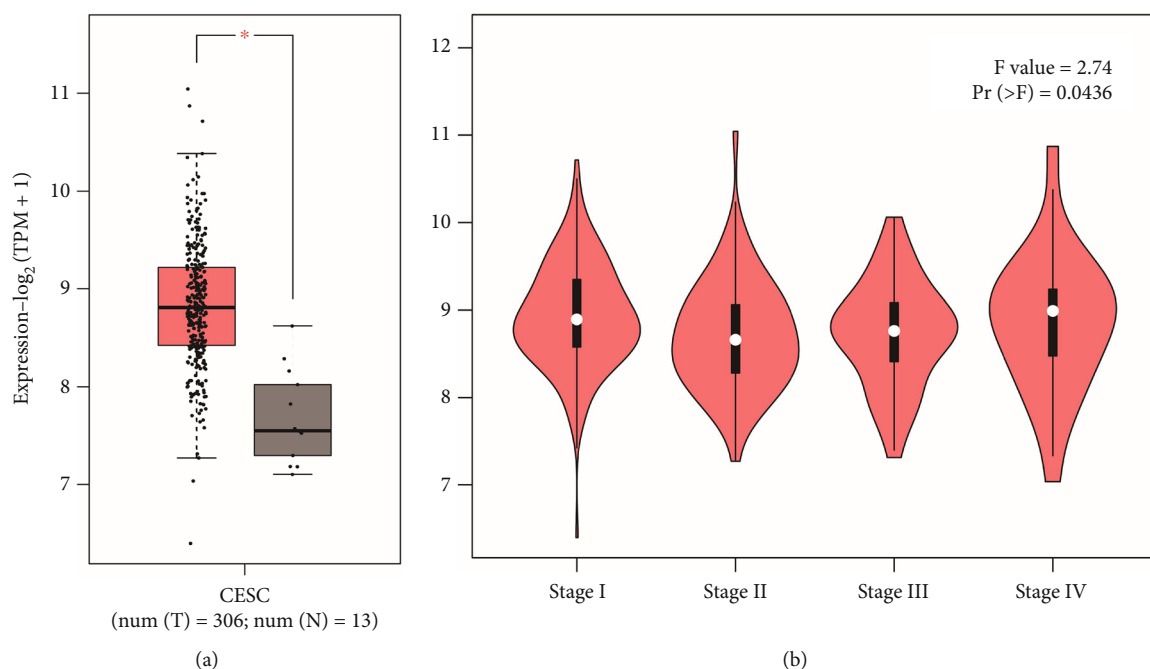 Expression–log₂ (TPM + 1)
11
10
9
8
7
*
CESC
(num (T) = 306; num (N) = 13)
(a)
12
11
10
9
8
7
F value = 2.74
Pr (>F) = 0.0436
Stage I
Stage II
Stage III
Stage IV
(b)